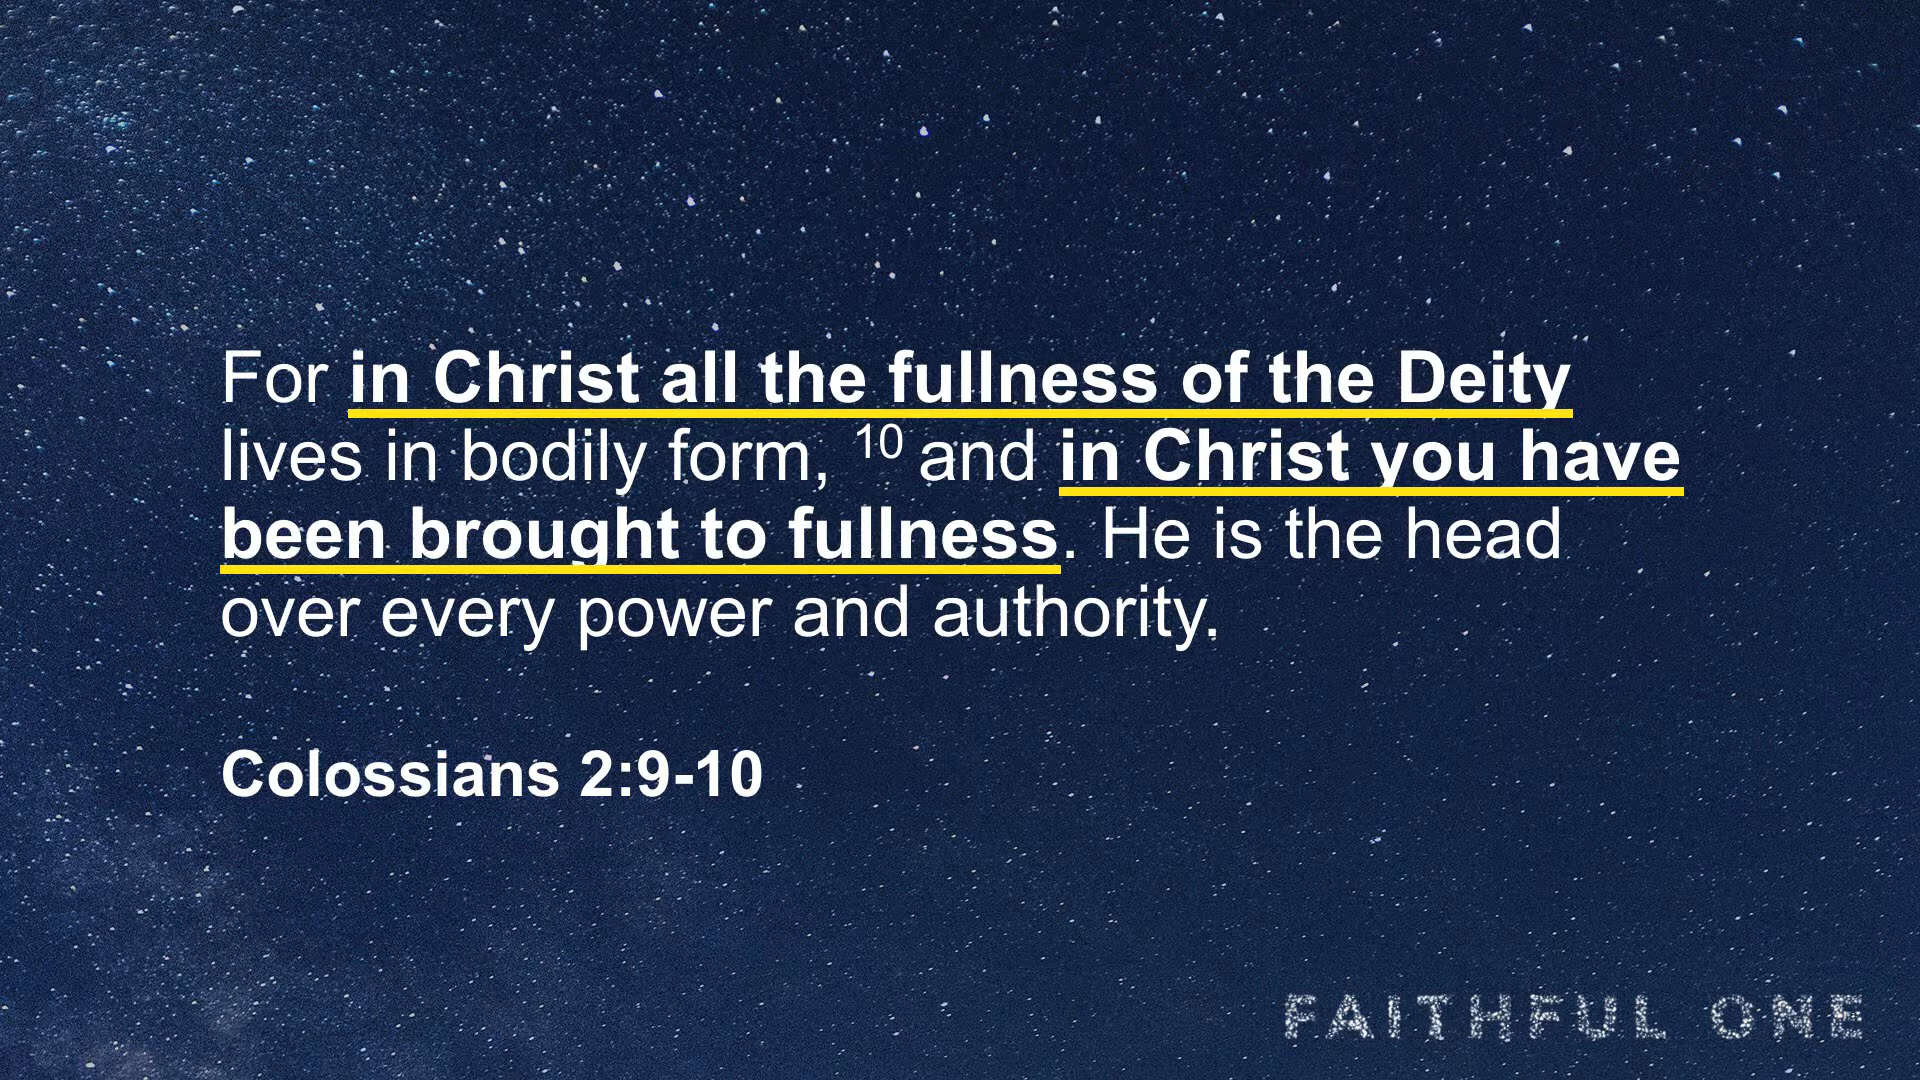 For in Christ all the fullness of the Deity
lives in bodily form, 10 and in Christ you have
been brought to fullness. He is the head
over every power and authority.
Colossians 2:9-10
FAITHFUL ONE